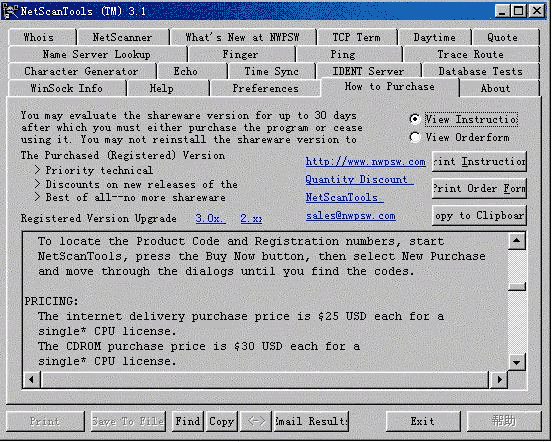 NetScanTools (TM) 3.1
Whois
NetScanner
What's New at NWPSW
TCP Term
Daytime
Quote
Name Server Lookup
Finger
Ping
Trace Route
Character Generator
Echo
Time Sync
IDENT Server
Database Tests
WinSock Info
Help
Preferences
How to Purchase
About
You may evaluate the shareware version for up to 30 days
after which you must either purchase the program or cease
using it. You may not reinstall the shareware version to
View Instructio
View Orderform
The Purchased (Registered) Version
> Priority technical
> Discounts on new releases of the
> Best of all--no more shareware
http://www.nwpsw.com
Quantity Discount
NetScanTools
sales@nwpsw.com
rint Instruction
Print Order Form
opy to Clipboar
Registered Version Upgrade 3.0x. 2.xx
To locate the Product Code and Registration numbers, start
NetScanTools, press the Buy Now button, then select New Purchase
and move through the dialogs until you find the codes.
PRICING:
The internet delivery purchase price is $25 USD each for a
single* CPU license.
The CDROM purchase price is $30 USD each for a
single* CPU license.
Print
Save To File
Find
Copy
<->
Email Results
Exit
帮助